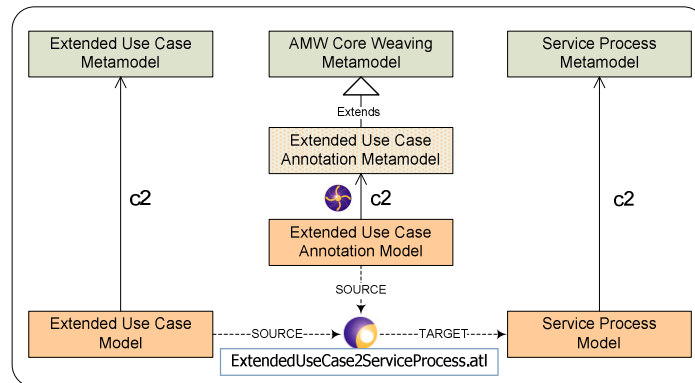 Extended Use Case
Metamodel
AMW Core Weaving
Metamodel
Service Process
Metamodel
Extends
Extended Use Case
Annotation Metamodel
c2
c2
c2
Extended Use Case
Annotation Model
SOURCE
Extended Use Case
Model
SOURCE
TARGET
Service Process
Model
ExtendedUseCase2ServiceProcess.atl